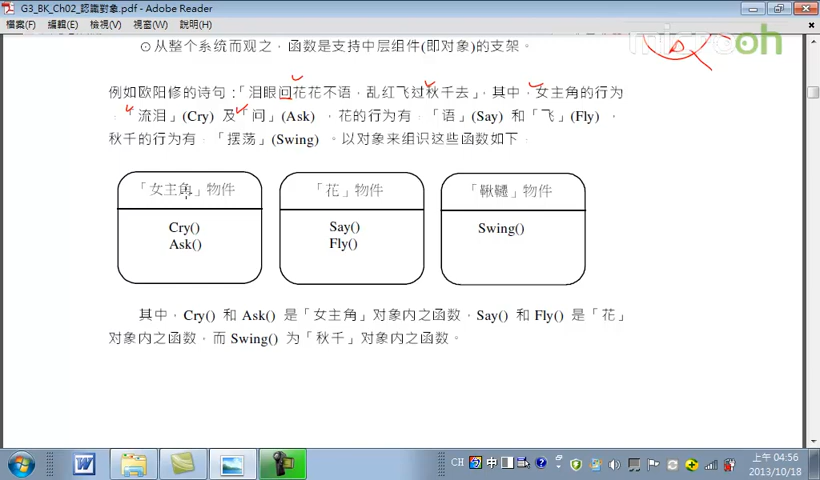 G3_BK_Ch02_認識對象.pdf - Adobe Reader
檔案(F) 編輯(E) 檢視(V) 視窗(W) 說明(H)
microoh
⊙从整个系统而观之,函数是支持中层组件(即对象)的支架。
例如欧阳修的诗句:「泪眼问花花不语,乱红飞过秋千去」,其中,女主角的行为
:「流泪」(Cry) 及「问」(Ask),花的行为有:「语」(Say) 和「飞」(Fly),
秋千的行为有:「摆荡」(Swing)。以对象来组识这些函数如下:
「女主角」物件
Cry()
Ask()
「花」物件
Say()
Fly()
「鞦韆」物件
Swing()
其中,Cry() 和 Ask() 是「女主角」对象内之函数,Say() 和 Fly() 是「花」
对象内之函数,而 Swing() 为「秋千」对象内之函数。
CH 中
上午 04:56
2013/10/18